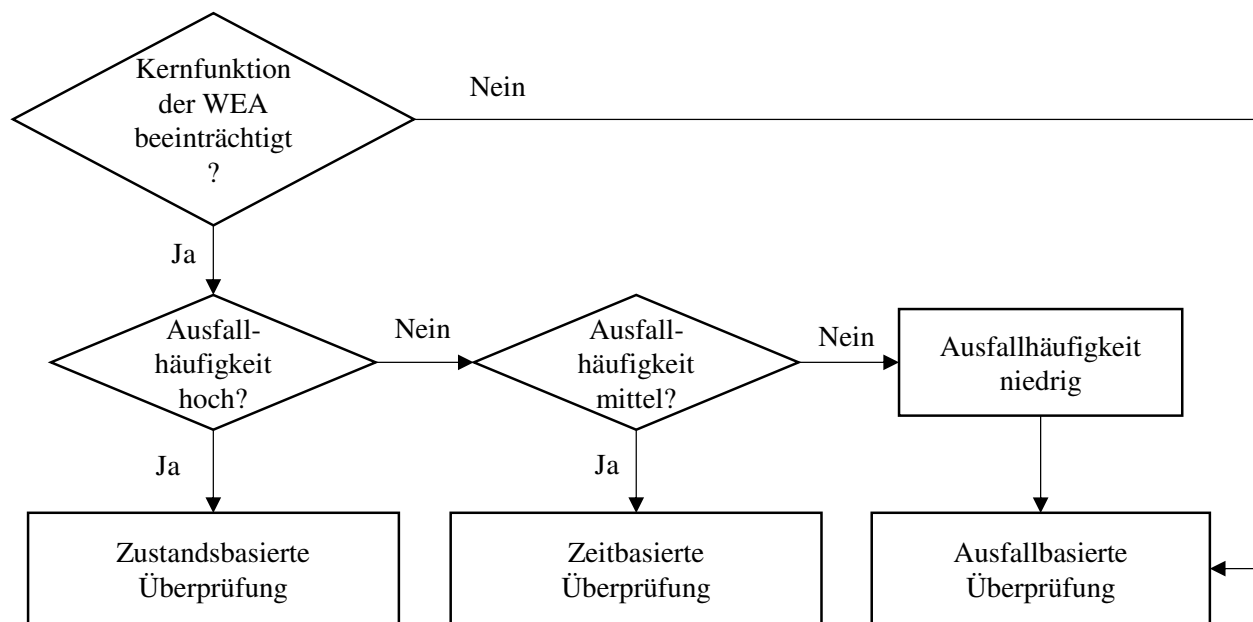 Kernfunktion
der WEA
beeinträchtigt
?
Nein
Ja
Ausfall-
häufigkeit
hoch?
Nein
Ausfall-
häufigkeit
mittel?
Nein
Ausfallhäufigkeit
niedrig
Ja
Ja
Zustandsbasierte
Überprüfung
Zeitbasierte
Überprüfung
Ausfallbasierte
Überprüfung